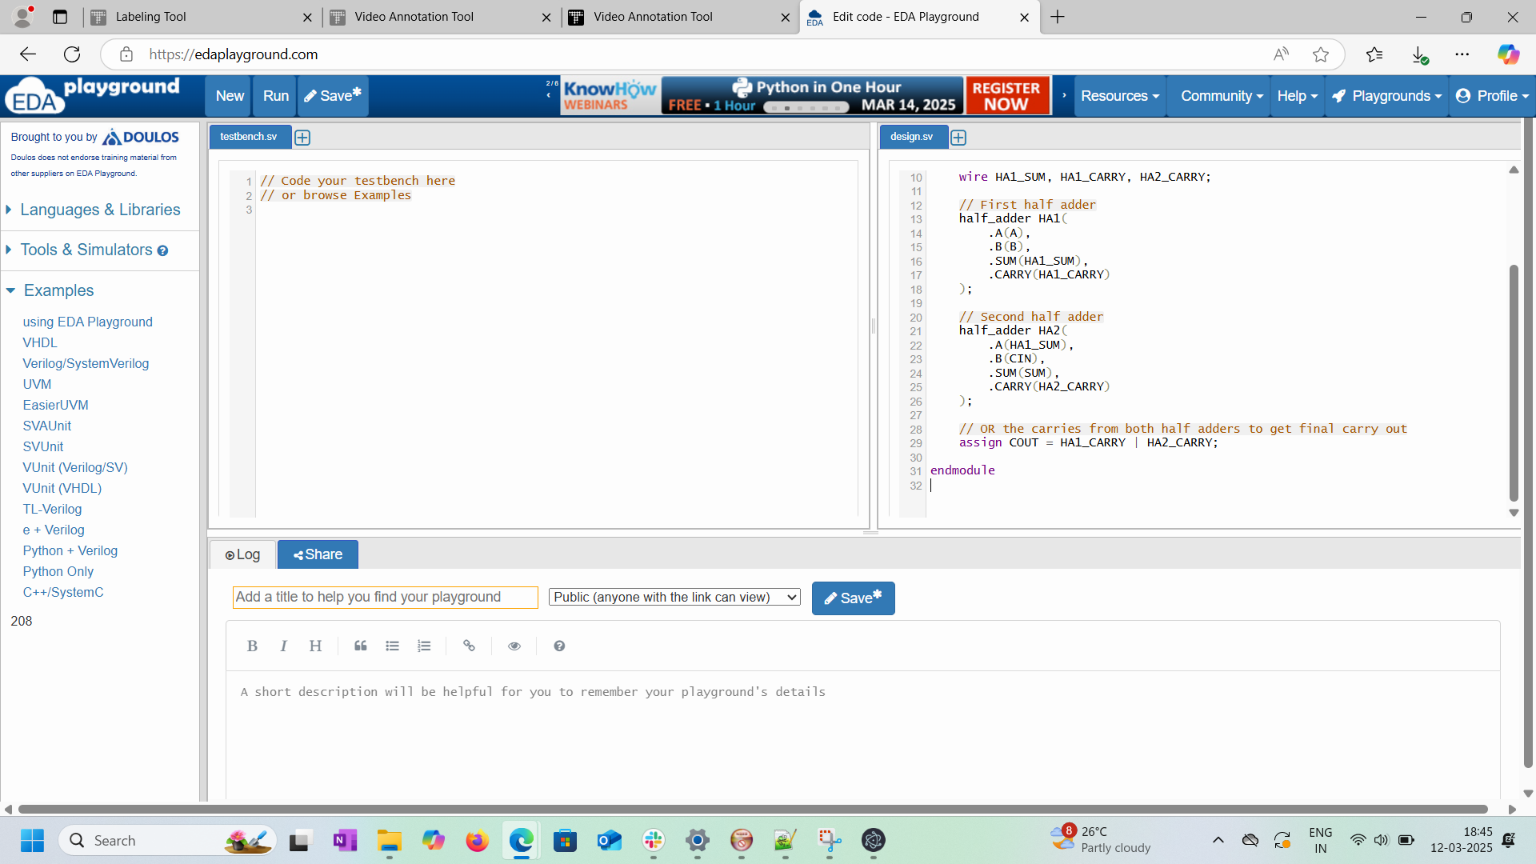 Labeling Tool
Video Annotation Tool
Video Annotation Tool
Edit code - EDA Playground
https://edaplayground.com
EDA playground
New
Run
Save*
2/6
KnowHow WEBINARS
Python in One Hour
FREE • 1 Hour
MAR 14, 2025
REGISTER NOW
Resources
Community
Help
Playgrounds
Profile
Brought to you by DOULOS
Doulos does not endorse training material from
other suppliers on EDA Playground.
Languages & Libraries
Tools & Simulators
Examples
using EDA Playground
VHDL
Verilog/SystemVerilog
UVM
EasierUVM
SVAUnit
SVUnit
VUnit (Verilog/SV)
VUnit (VHDL)
TL-Verilog
e + Verilog
Python + Verilog
Python Only
C++/SystemC
208
testbench.sv
1 // Code your testbench here
2 // or browse Examples
3
design.sv
10 wire HA1_SUM, HA1_CARRY, HA2_CARRY;
11
12 // First half adder
13 half_adder HA1(
14 .A(A),
15 .B(B),
16 .SUM(HA1_SUM),
17 .CARRY(HA1_CARRY)
18 );
19
20 // Second half adder
21 half_adder HA2(
22 .A(HA1_SUM),
23 .B(CIN),
24 .SUM(SUM),
25 .CARRY(HA2_CARRY)
26 );
27
28 // OR the carries from both half adders to get final carry out
29 assign COUT = HA1_CARRY | HA2_CARRY;
30
31 endmodule
32
Log
Share
Add a title to help you find your playground
Public (anyone with the link can view)
Save*
B I H
A short description will be helpful for you to remember your playground's details
Search
8
26°C
Partly cloudy
ENG
IN
18:45
12-03-2025